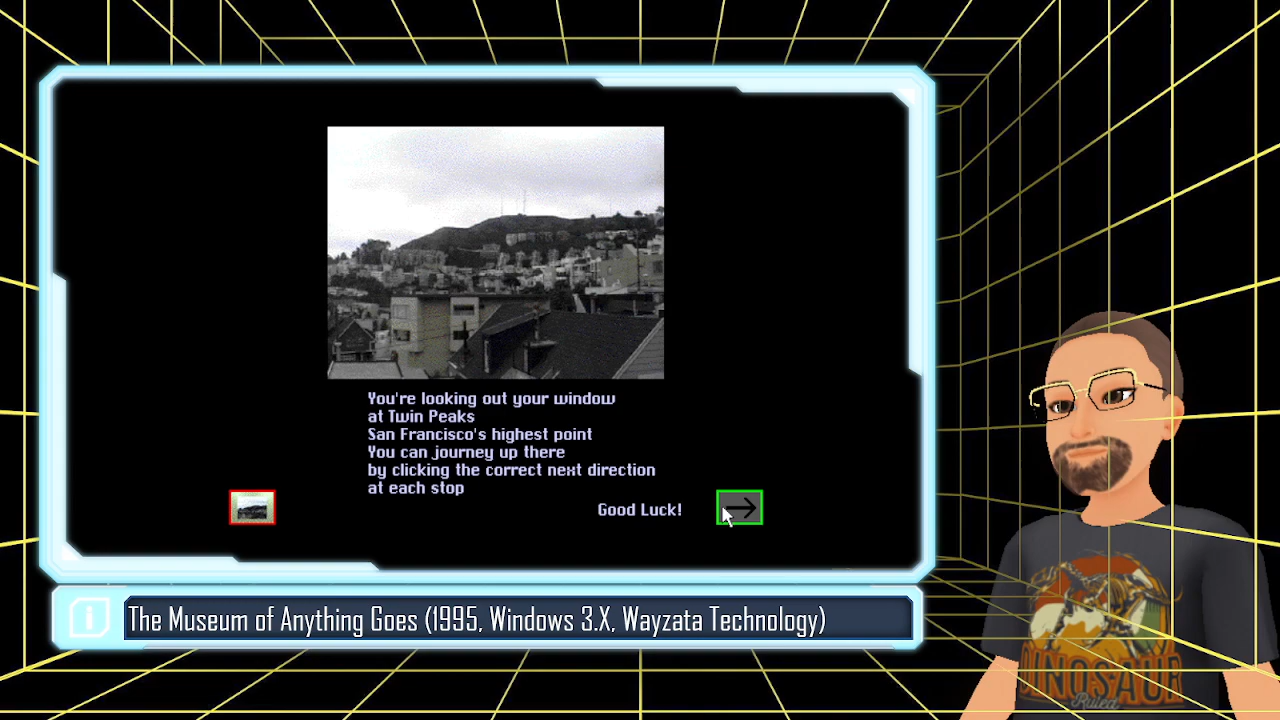 You're looking out your window
at Twin Peaks
San Francisco's highest point
You can journey up there
by clicking the correct next direction
at each stop
Good Luck!
i
The Museum of Anything Goes (1995, Windows 3.X, Wayzata Technology)
DINOSAUR
Ruled